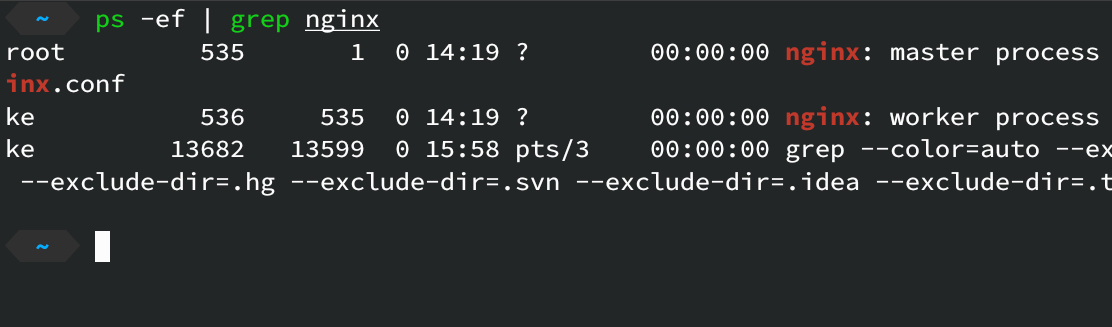 ~ ps -ef | grep nginx
root 535 1 0 14:19 ? 00:00:00 nginx: master process
inx.conf
ke 536 535 0 14:19 ? 00:00:00 nginx: worker process
ke 13682 13599 0 15:58 pts/3 00:00:00 grep --color=auto --ex
--exclude-dir=.hg --exclude-dir=.svn --exclude-dir=.idea --exclude-dir=.t
~